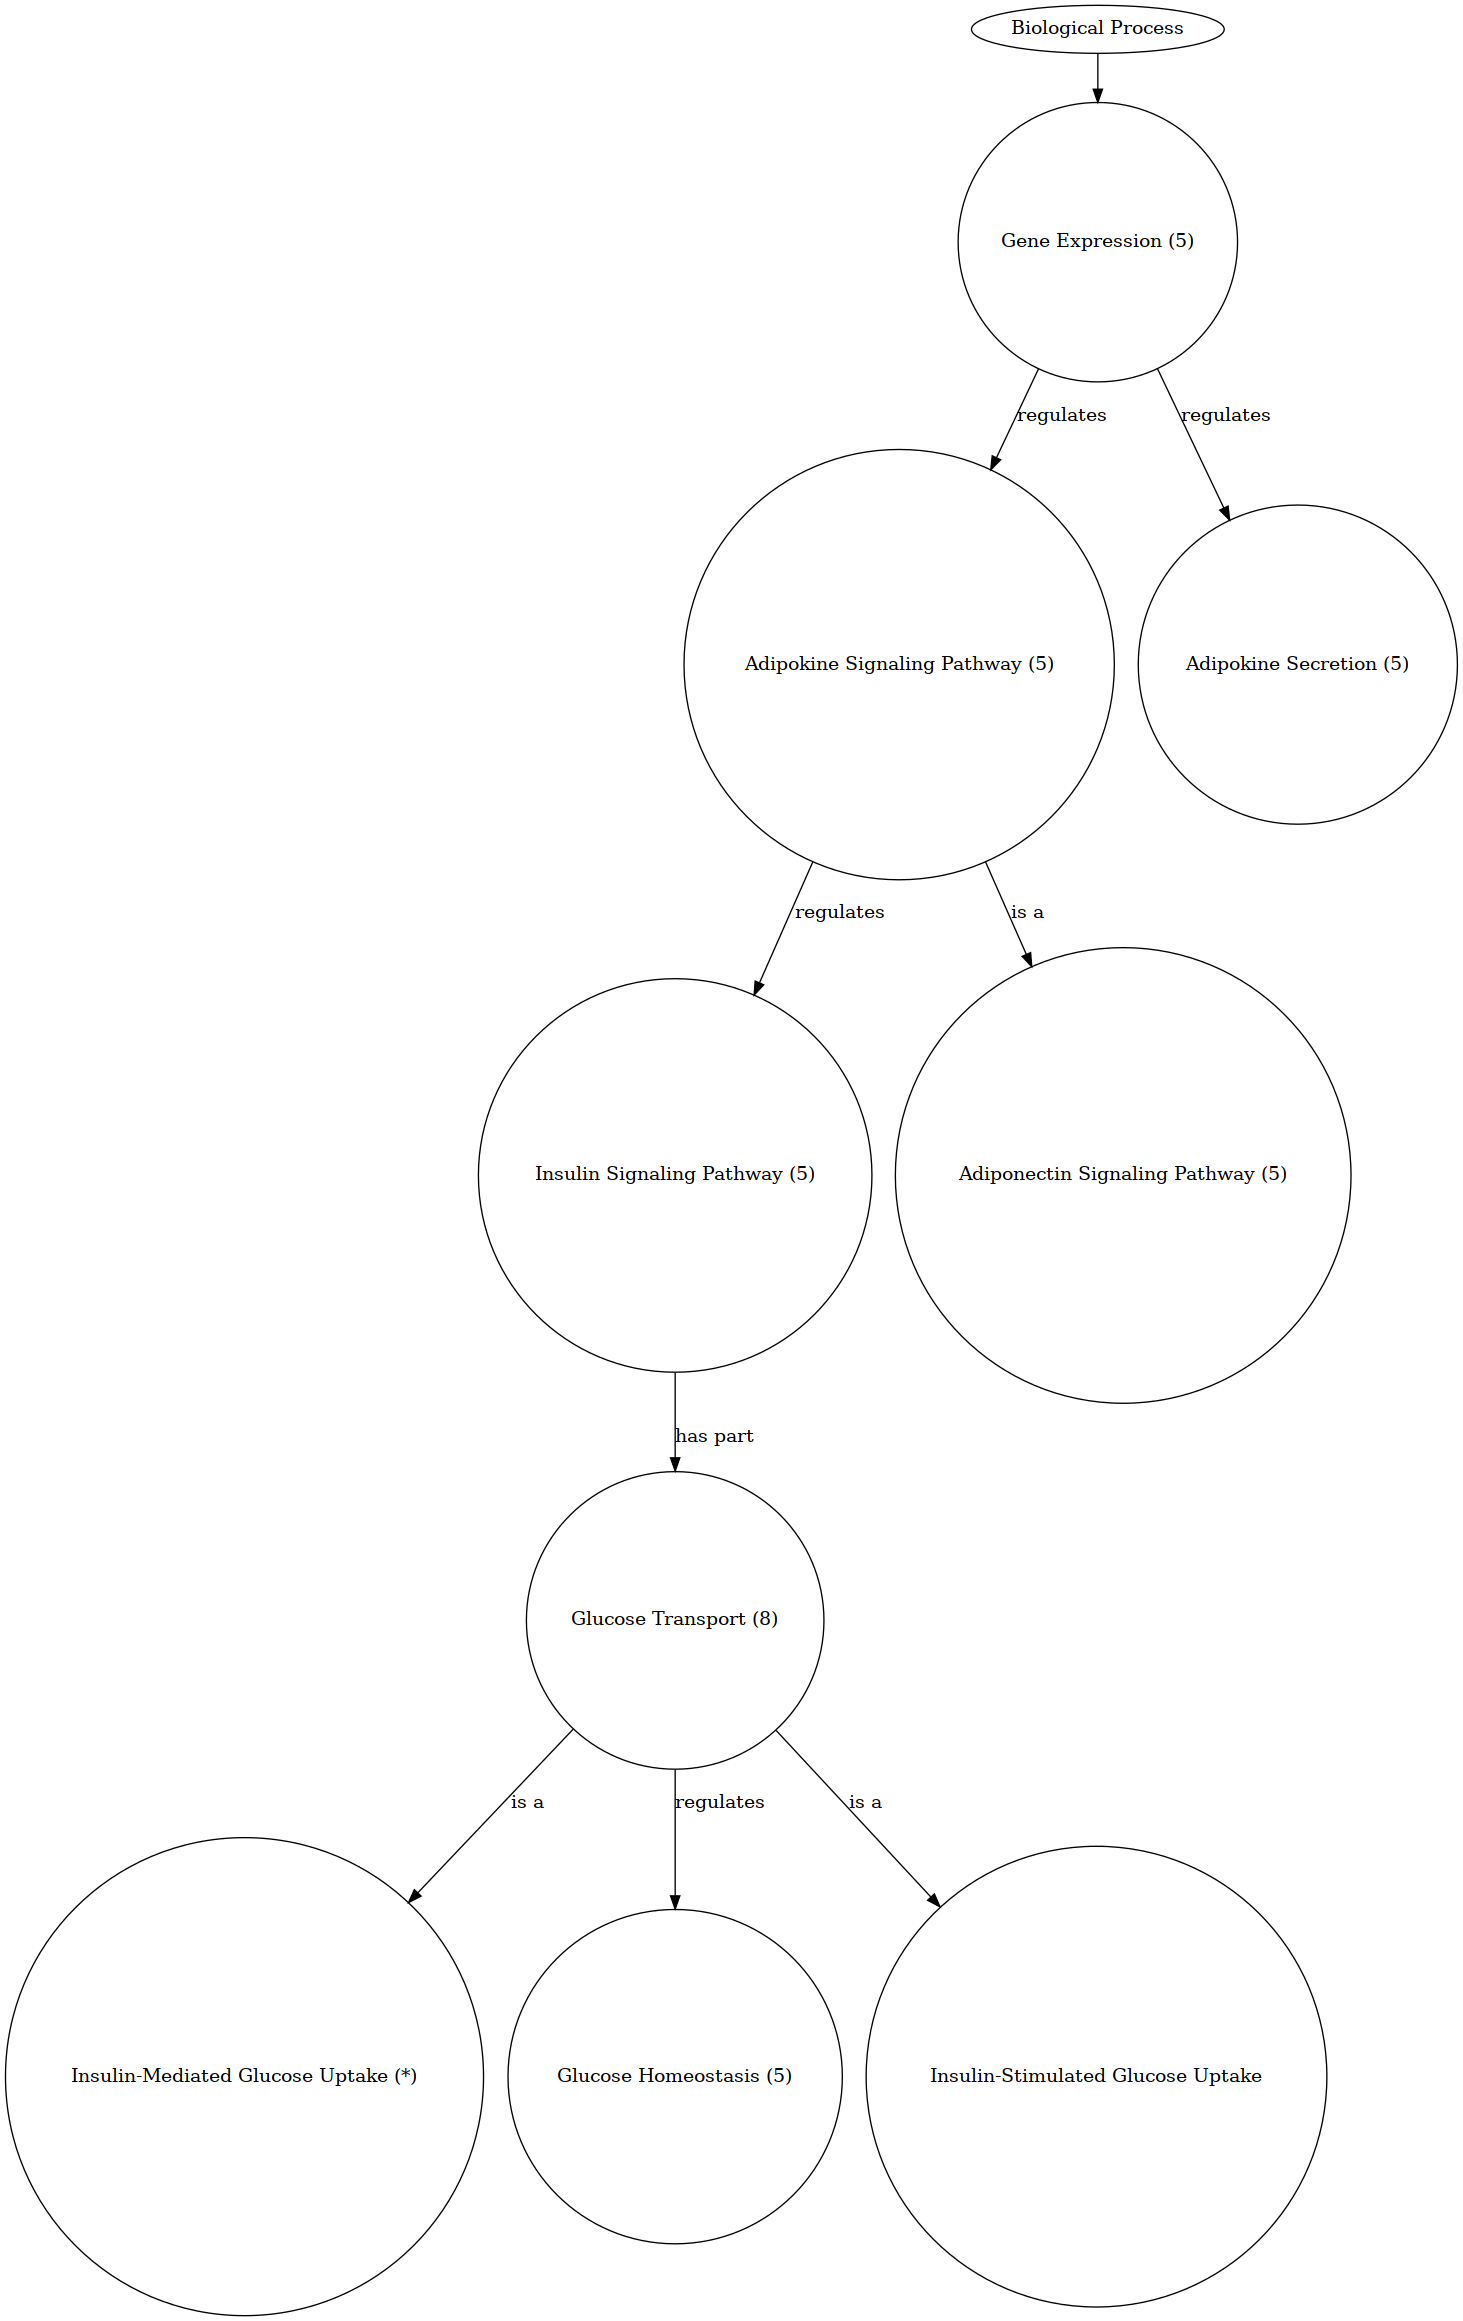 Biological Process
Gene Expression (5)
regulates
regulates
Adipokine Signaling Pathway (5)
Adipokine Secretion (5)
regulates
is a
Insulin Signaling Pathway (5)
Adiponectin Signaling Pathway (5)
has part
Glucose Transport (8)
is a
regulates
is a
Insulin-Mediated Glucose Uptake (*)
Glucose Homeostasis (5)
Insulin-Stimulated Glucose Uptake